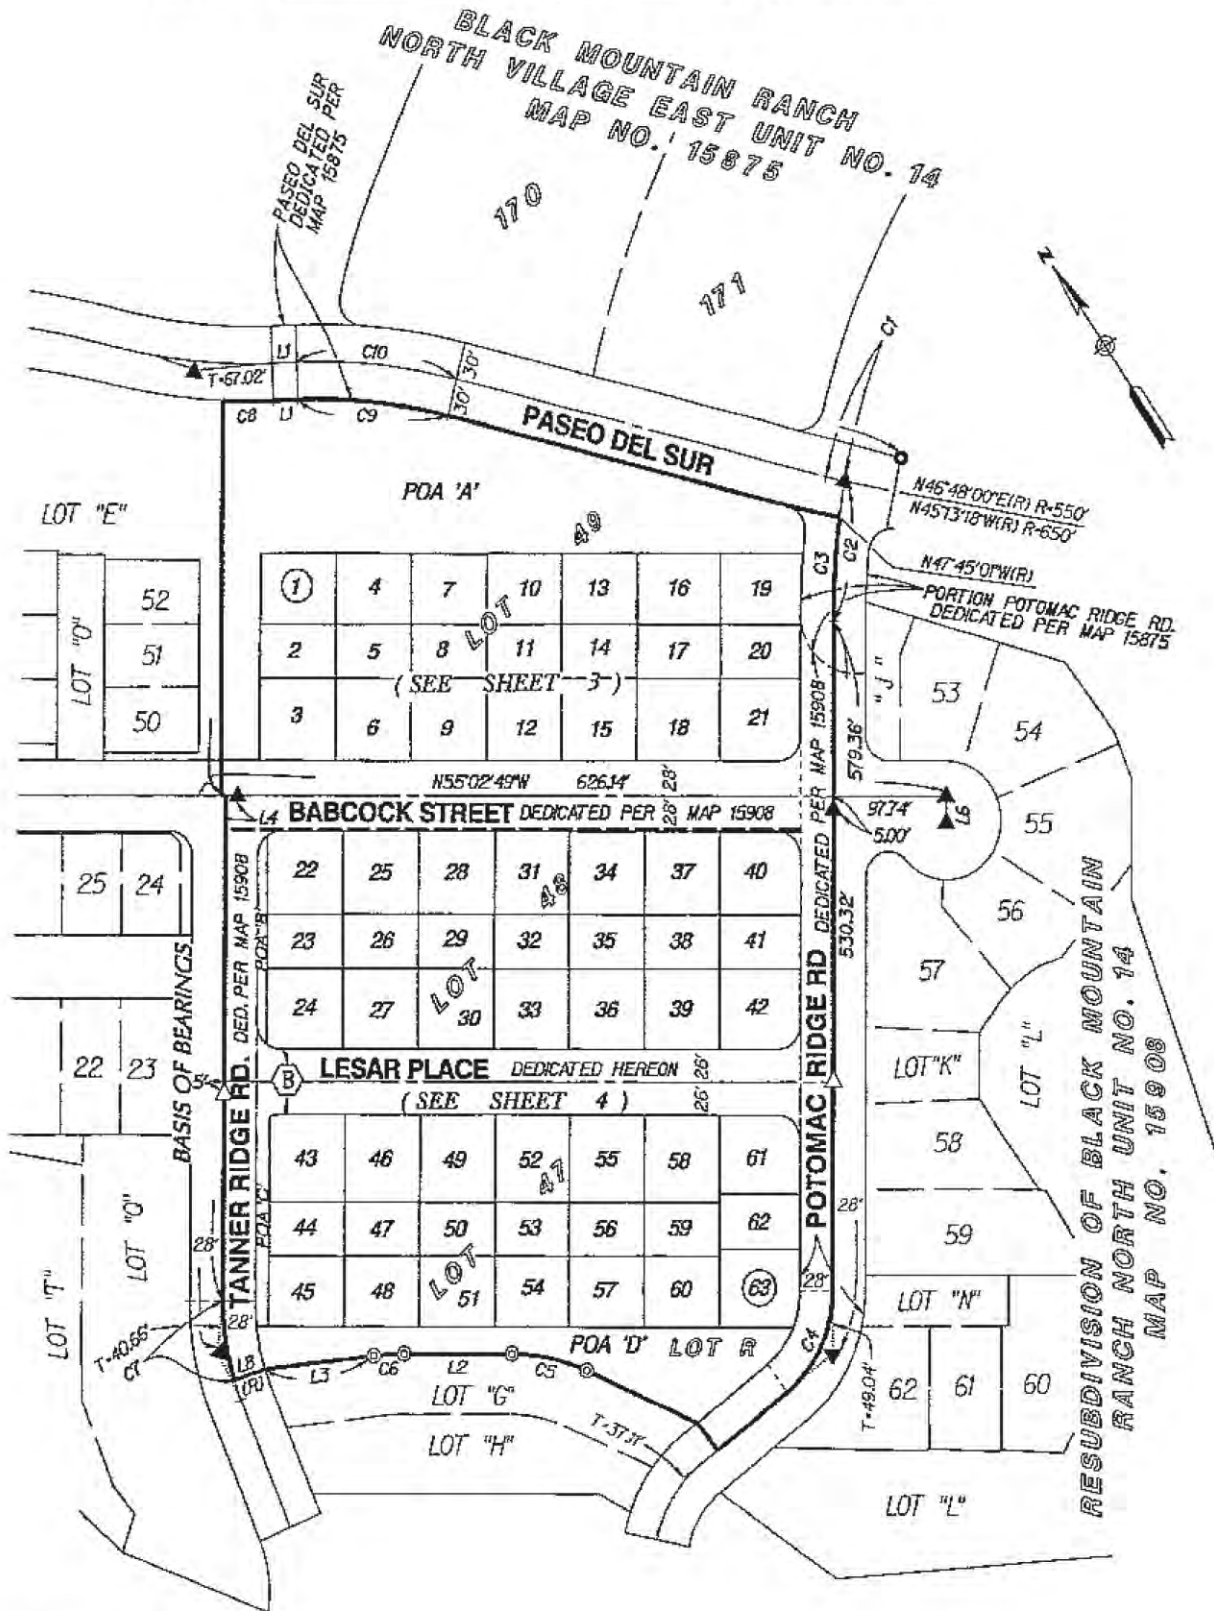 BLACK MOUNTAIN RANCH
NORTH VILLAGE EAST UNIT NO. 14
MAP NO. 15875
PASEO DEL SUR
DEDICATED PER
MAP 15875
170
171
C1
N
L1
C10
T=67.02'
30'
30'
C8
L1
C9
PASEO DEL SUR
N46°48'00"E(R) R=550'
N45°13'18"W(R) R=650'
POA 'A'
LOT "E"
49
C3
C2
N47°45'01"W(R)
PORTION POTOMAC RIDGE RD.
DEDICATED PER MAP 15875
1
4
7
10
13
16
19
52
LOT "O"
51
50
2
5
8
LOT
11
14
17
20
(SEE SHEET 3)
3
6
9
12
15
18
21
"J"
53
54
579.36'
N55°02'49"W 626.14'
28'
28'
L4
BABCOCK STREET DEDICATED PER MAP 15908
97.74'
5.00'
L6
55
25
24
22
25
28
31
48
34
37
40
56
23
26
29
32
35
38
41
57
24
27
LOT
30
33
36
39
42
BASIS OF BEARINGS
TANNER RIDGE RD. DED. PER MAP 15908
POA 'B'
POTOMAC RIDGE RD DEDICATED PER MAP 15908
530.32'
22
23
5'
B
LESAR PLACE DEDICATED HEREON
26'
26'
(SEE SHEET 4)
LOT "K"
LOT "L"
58
59
43
46
49
52
47
55
58
61
44
47
50
53
56
59
62
45
48
LOT
51
54
57
60
63
POA 'C'
LOT "O"
LOT "T"
28'
28'
28'
28'
LOT "N"
62
61
60
T=40.66'
C7
L8
(R)
L3
C6
L2
C5
POA 'D' LOT R
C4
T=49.04'
LOT "G"
LOT "H"
T=37.71'
LOT "L"
RESUBDIVISION OF BLACK MOUNTAIN
RANCH NORTH UNIT NO. 14
MAP NO. 15908